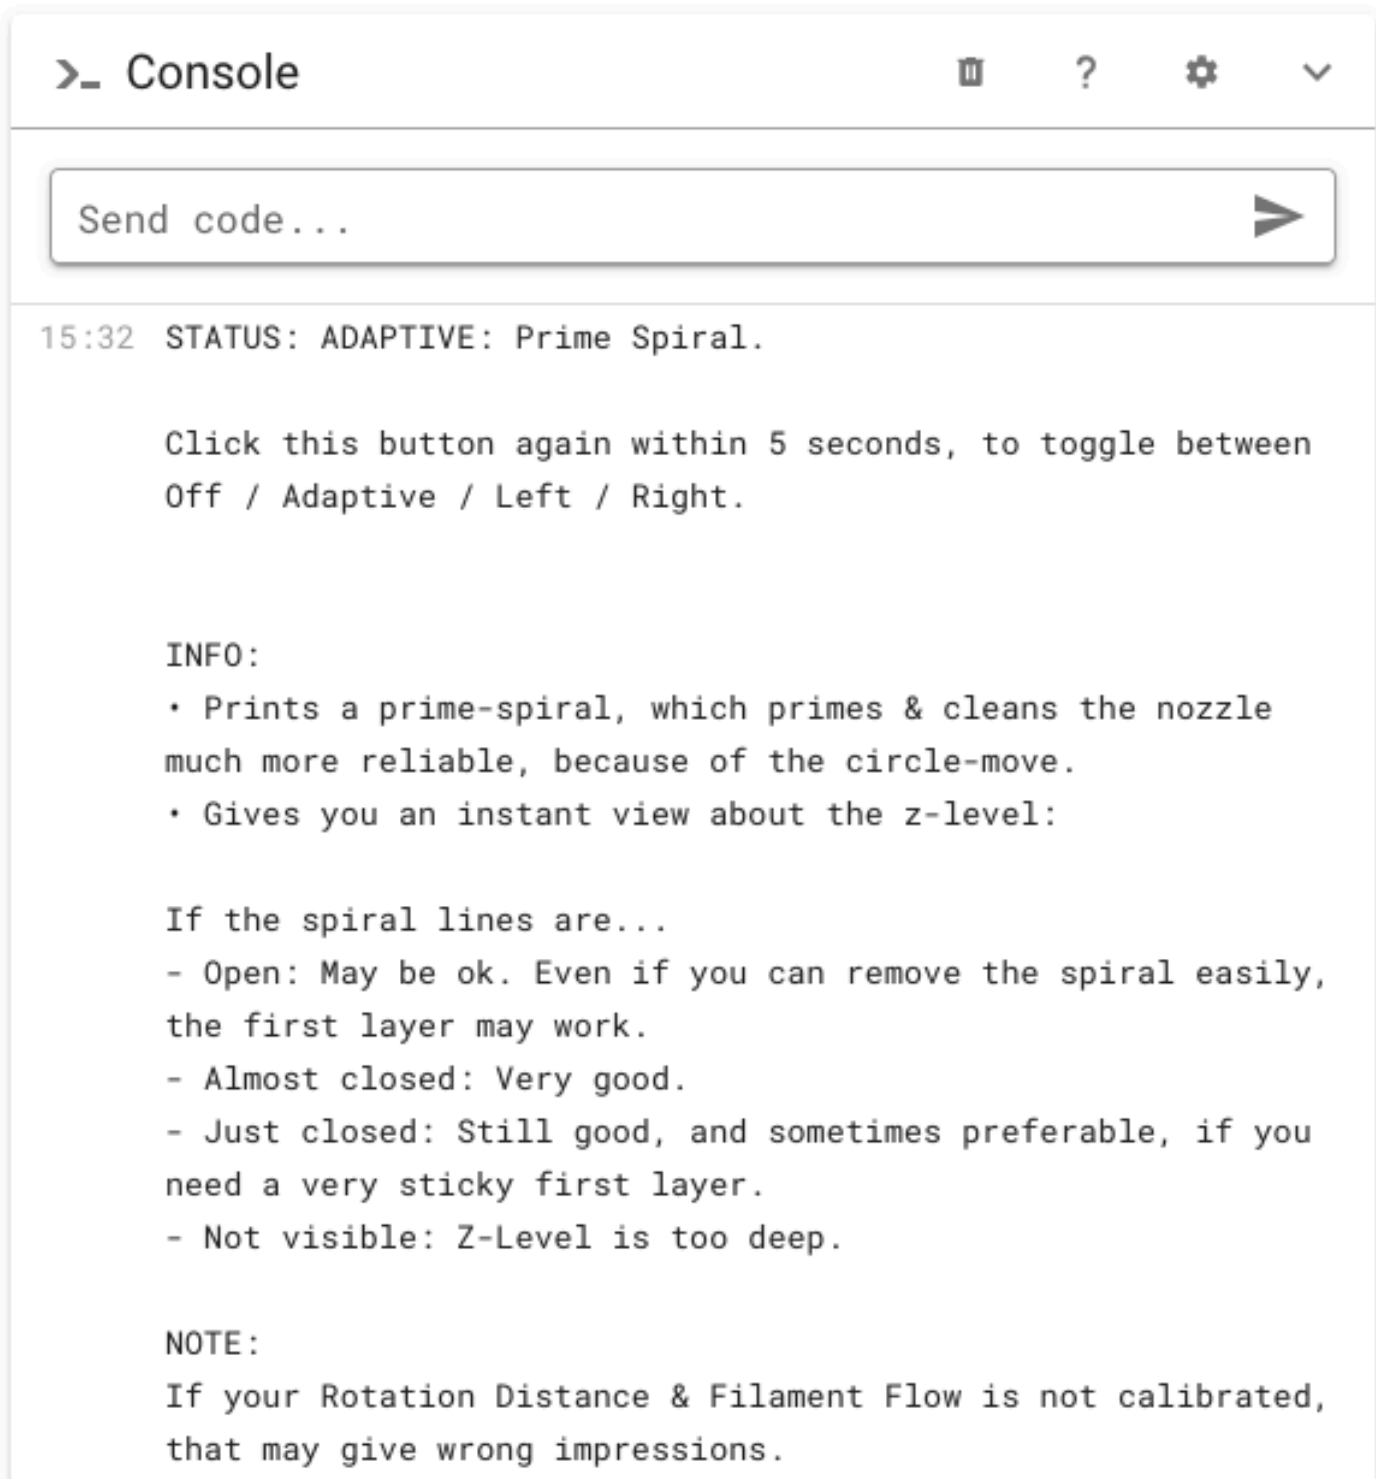 Console
Send code...
15:32 STATUS: ADAPTIVE: Prime Spiral.
Click this button again within 5 seconds, to toggle between
Off / Adaptive / Left / Right.
INFO:
• Prints a prime-spiral, which primes & cleans the nozzle
much more reliable, because of the circle-move.
• Gives you an instant view about the z-level:
If the spiral lines are...
- Open: May be ok. Even if you can remove the spiral easily,
the first layer may work.
- Almost closed: Very good.
- Just closed: Still good, and sometimes preferable, if you
need a very sticky first layer.
- Not visible: Z-Level is too deep.
NOTE:
If your Rotation Distance & Filament Flow is not calibrated,
that may give wrong impressions.